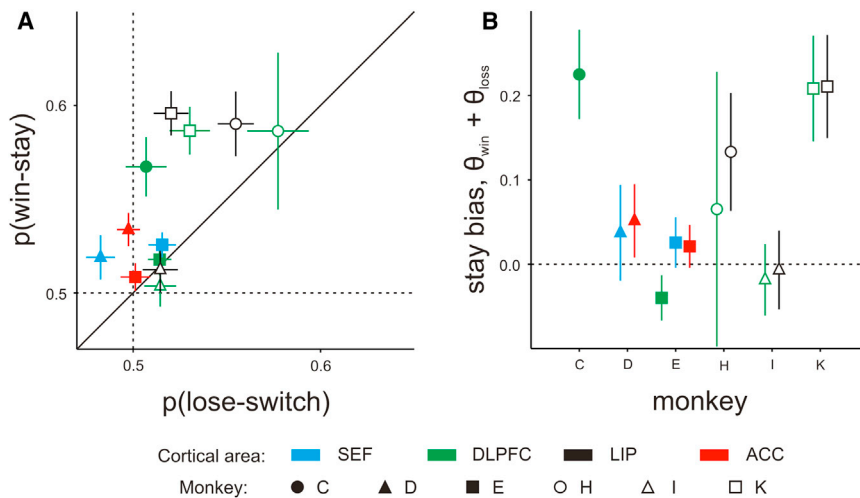 A
p(win-stay)
0.6
0.5
0.5
0.6
p(lose-switch)
B
stay bias, θwin + θloss
0.2
0.1
0.0
C D E H I K
monkey
Cortical area: SEF DLPFC LIP ACC
Monkey: C D E H I K